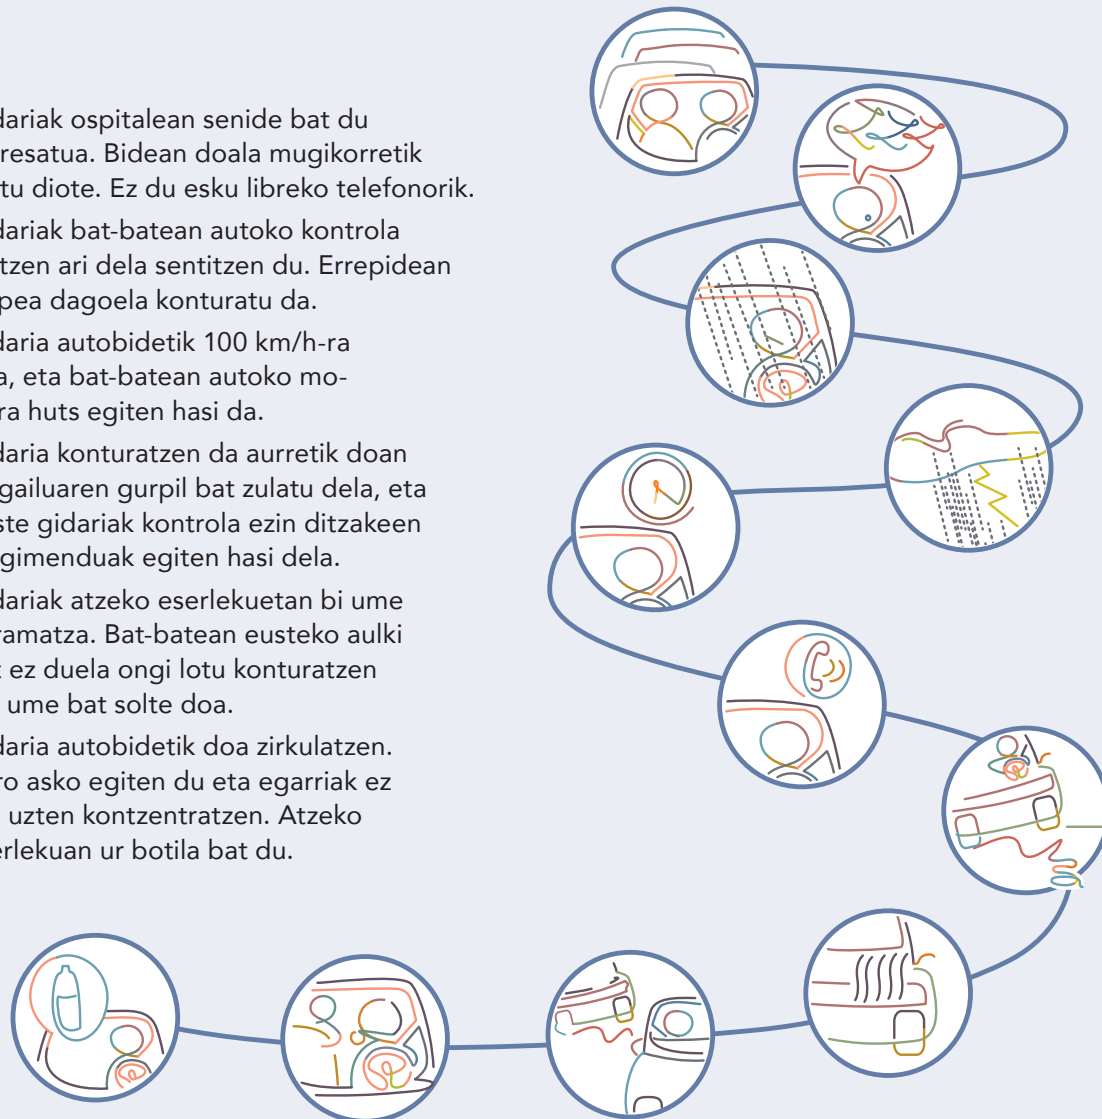 dariak ospitalean senide bat du
resatua. Bidean doala mugikorretik
tu diote. Ez du esku libreko telefonorik.
dariak bat-batean autoko kontrola
tzen ari dela sentitzen du. Errepidean
pea dagoela konturatu da.
daria autobidetik 100 km/h-ra
a, eta bat-batean autoko mo-
ra huts egiten hasi da.
daria konturatzen da aurretik doan
gailuaren gurpil bat zulatu dela, eta
ste gidariak kontrola ezin ditzakeen
gimenduak egiten hasi dela.
dariak atzeko eserlekuetan bi ume
ramatza. Bat-batean eusteko aulki
t ez duela ongi lotu konturatzen
ume bat solte doa.
daria autobidetik doa zirkulatzen.
ro asko egiten du eta egarriak ez
uzten kontzentratzen. Atzeko
erlekuan ur botila bat du.